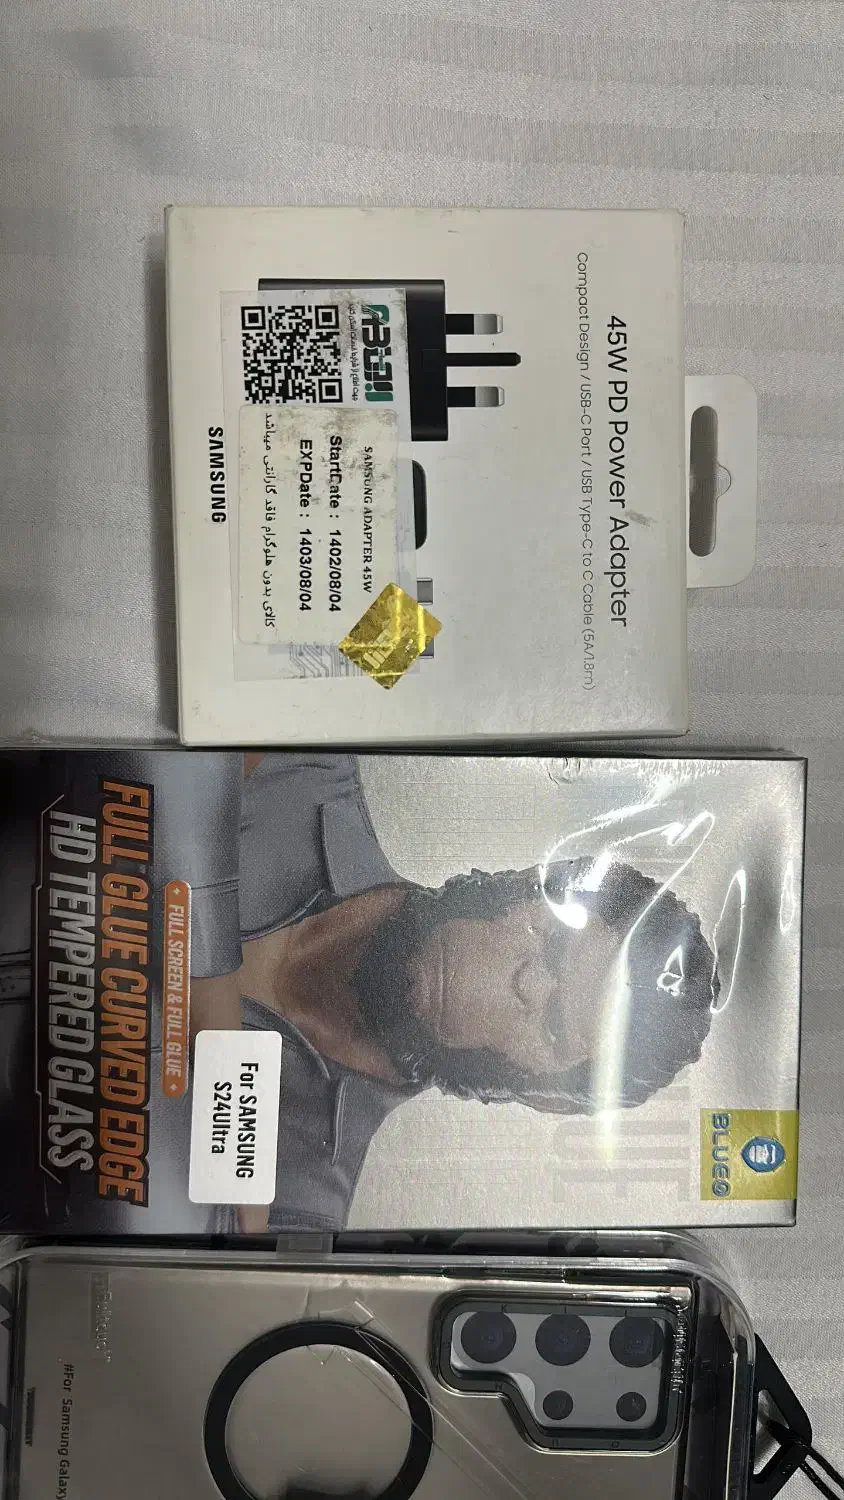 45W PD Power Adapter
Compact Design / USB-C Port / USB Type-C to C Cable (5A/1.8m)
SAMSUNG ADAPTER 45W
StartDate : 1402/08/04
EXPDate : 1403/08/04
کالای بدون هلوگرام فاقد گارانتی میباشد
SAMSUNG
BLUEO
For SAMSUNG
S24Ultra
FULL SCREEN & FULL GLUE
FULL GLUE CURVED EDGE
HD TEMPERED GLASS
#For Samsung Galaxy